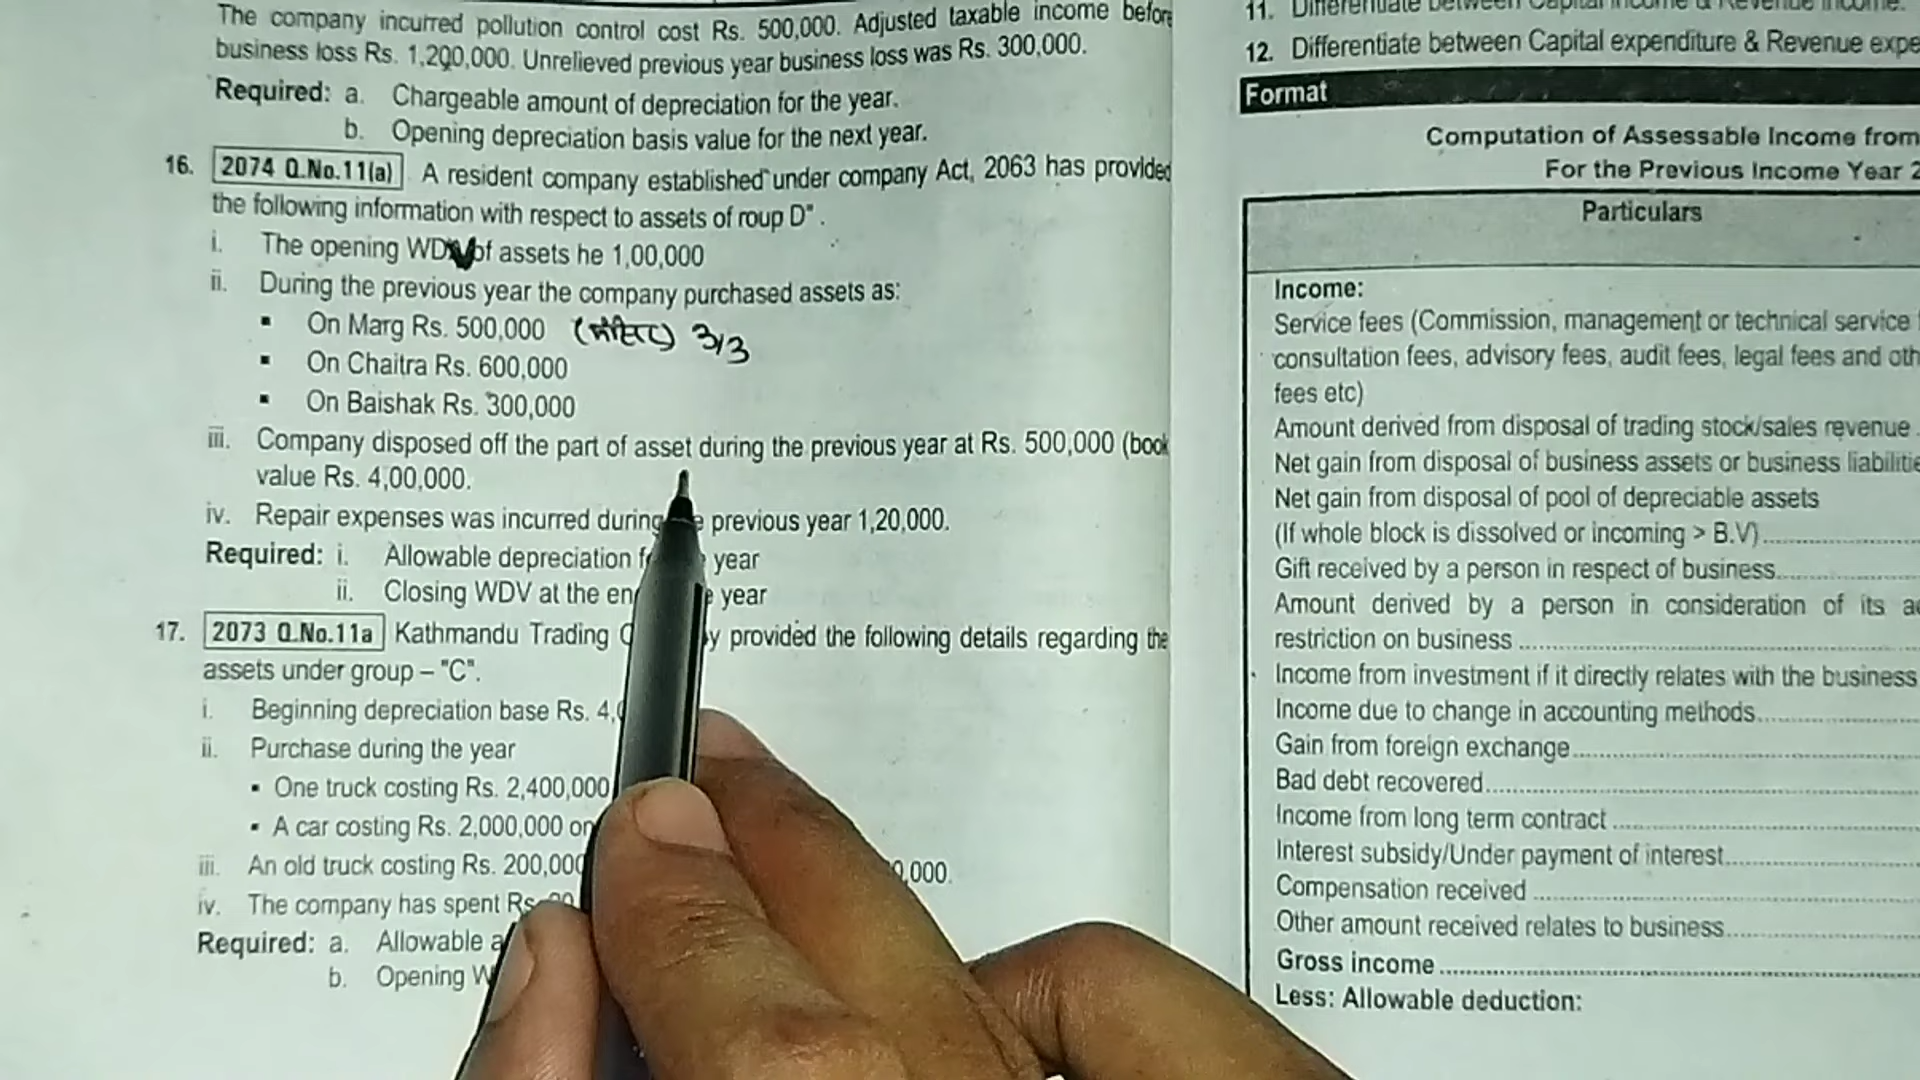 The company incurred pollution control cost Rs. 500,000. Adjusted taxable income before
business loss Rs. 1,200,000. Unrelieved previous year business loss was Rs. 300,000.
Required: a. Chargeable amount of depreciation for the year.
b. Opening depreciation basis value for the next year.
16. 2074 Q.No.11(a) A resident company established under company Act, 2063 has provided
the following information with respect to assets of roup D" .
i. The opening WDV of assets he 1,00,000
ii. During the previous year the company purchased assets as:
▪ On Marg Rs. 500,000 3/3
▪ On Chaitra Rs. 600,000
▪ On Baishak Rs. 300,000
iii. Company disposed off the part of asset during the previous year at Rs. 500,000 (book
value Rs. 4,00,000.
iv. Repair expenses was incurred during previous year 1,20,000.
Required: i. Allowable depreciation year
ii. Closing WDV at the year
17. 2073 Q.No.11a Kathmandu Trading provided the following details regarding the
assets under group – "C".
i. Beginning depreciation base Rs.
ii. Purchase during the year
▪ One truck costing Rs. 2,400,000
▪ A car costing Rs. 2,000,000
iii. An old truck costing Rs.
iv. The company has spent
Required: a. Allowable
b. Opening
11. Differentiate between Capital income & Revenue income.
12. Differentiate between Capital expenditure & Revenue
Format
Computation of Assessable Income from
For the Previous Income Year
Particulars
Income:
Service fees (Commission, management or technical service
consultation fees, advisory fees, audit fees, legal fees and
fees etc)
Amount derived from disposal of trading stock/sales revenue
Net gain from disposal of business assets or business
Net gain from disposal of pool of depreciable assets
(If whole block is dissolved or incoming > B.V)
Gift received by a person in respect of business
Amount derived by a person in consideration of its
restriction on business
Income from investment if it directly relates with the business
Income due to change in accounting methods
Gain from foreign exchange
Bad debt recovered
Income from long term contract
Interest subsidy/Under payment of interest
Compensation received
Other amount received relates to business
Gross income
Less: Allowable deduction: